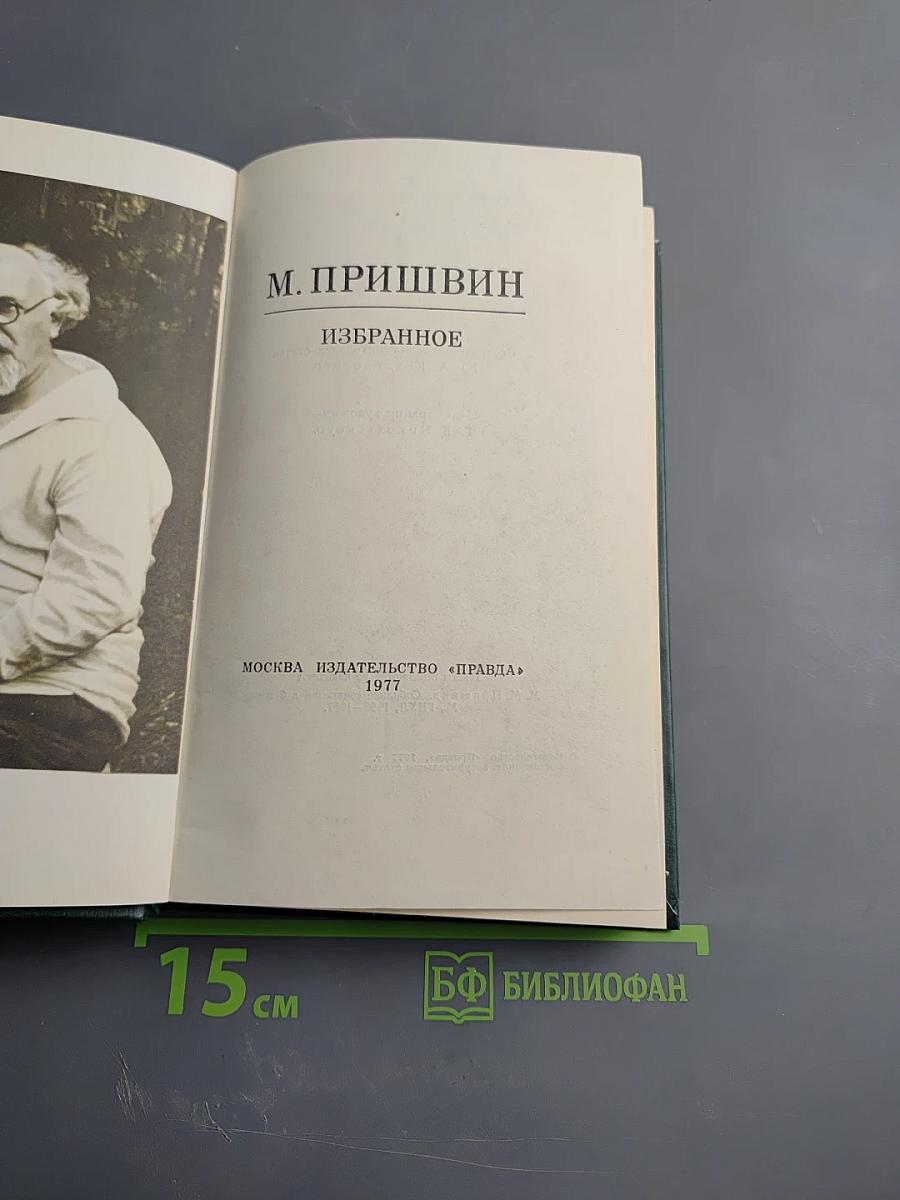 М. ПРИШВИН
ИЗБРАННОЕ
МОСКВА ИЗДАТЕЛЬСТВО «ПРАВДА»
1977
15 см
БФ БИБЛИОФАН